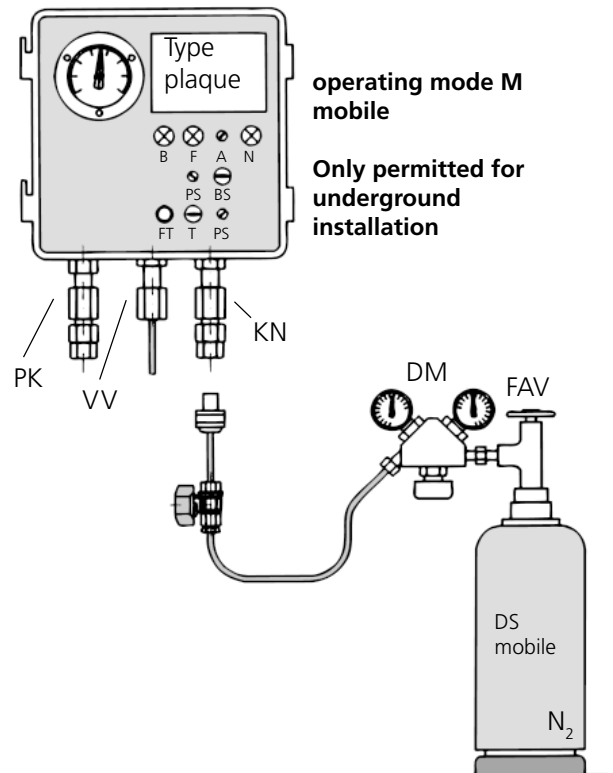 Type
plaque
operating mode M
mobile
B F A N
Only permitted for
underground
installation
PS BS
FT T PS
PK
VV
KN
DM
FAV
DS
mobile
N₂